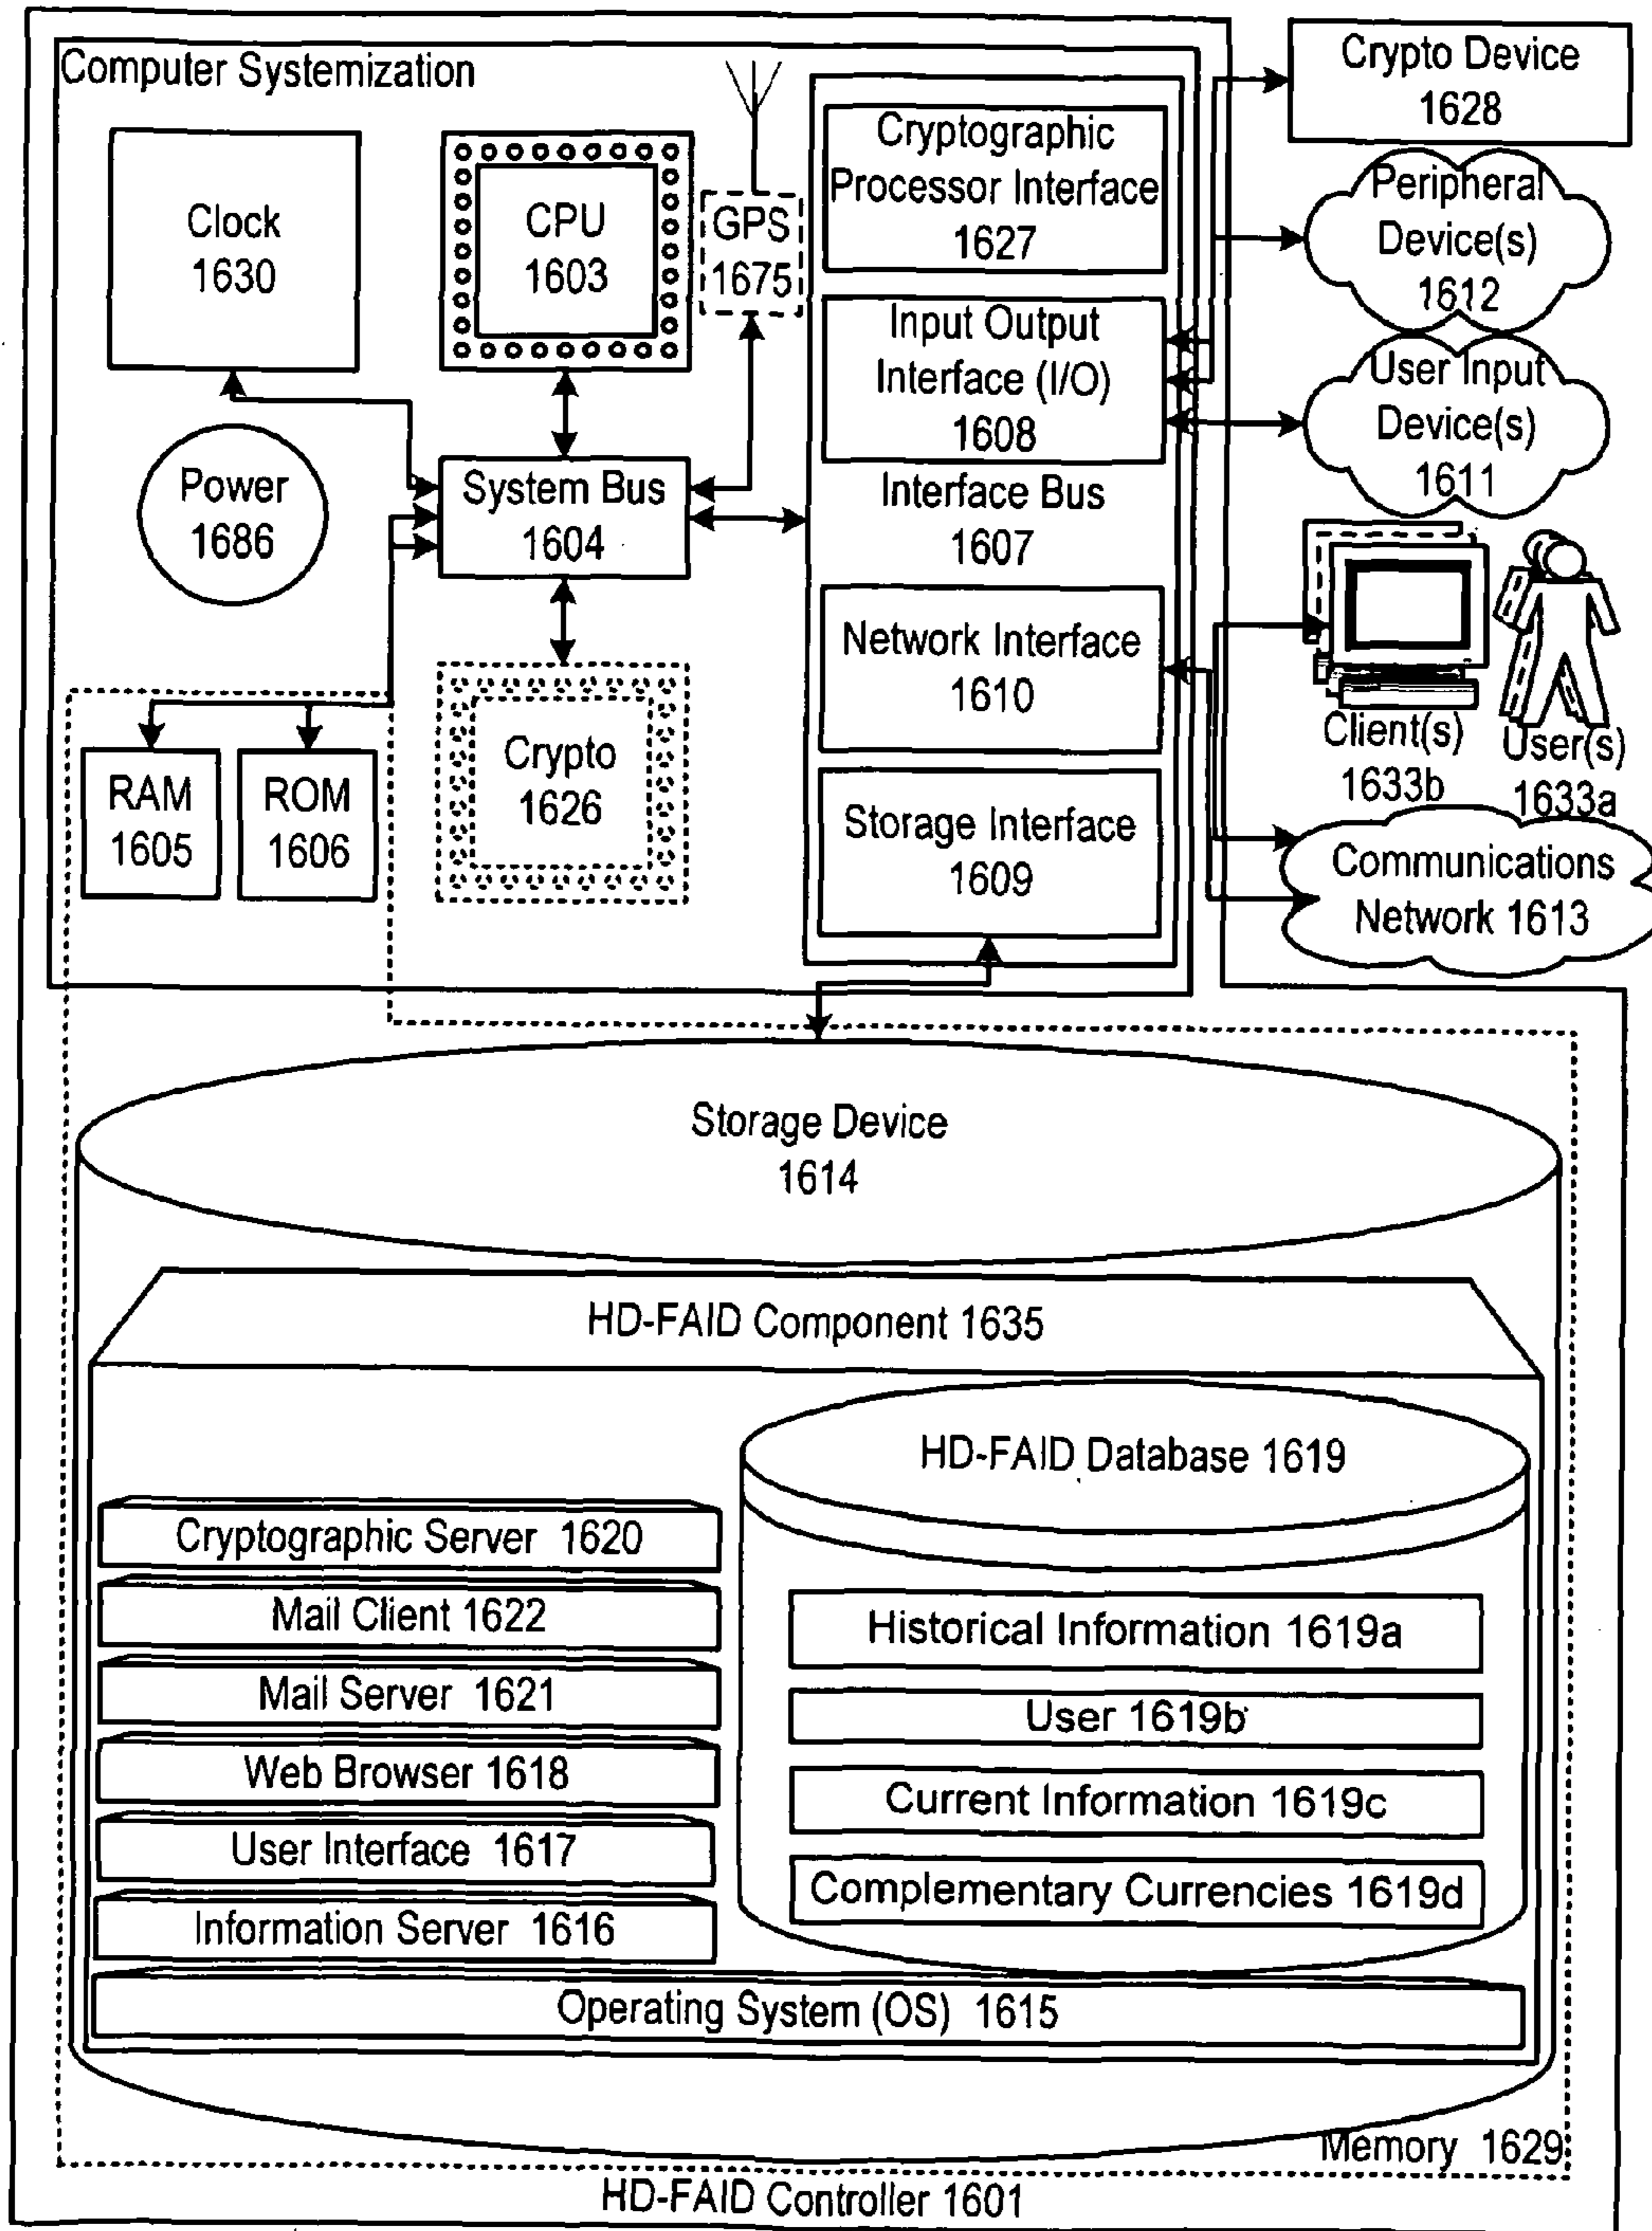 Computer Systemization
Clock
1630
CPU
1603
GPS
1675
Cryptographic
Processor Interface
1627
Input Output
Interface (I/O)
1608
Interface Bus
1607
Network Interface
1610
Storage Interface
1609
Power
1686
System Bus
1604
RAM
1605
ROM
1606
Crypto
1626
Crypto Device
1628
Peripheral
Device(s)
1612
User Input
Device(s)
1611
Client(s)
1633b
User(s)
1633a
Communications
Network 1613
Storage Device
1614
HD-FAID Component 1635
HD-FAID Database 1619
Cryptographic Server 1620
Mail Client 1622
Mail Server 1621
Web Browser 1618
User Interface 1617
Information Server 1616
Historical Information 1619a
User 1619b
Current Information 1619c
Complementary Currencies 1619d
Operating System (OS) 1615
Memory 1629
HD-FAID Controller 1601